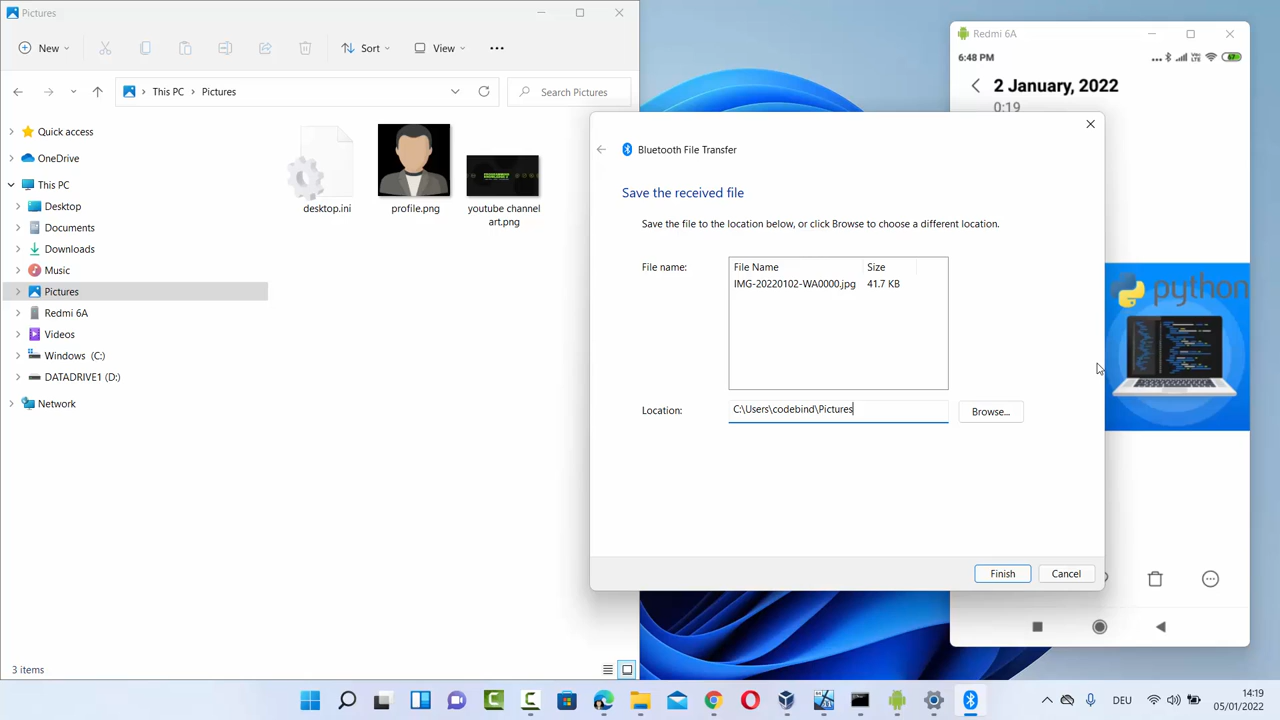 Pictures
New
Sort
View
This PC
Pictures
Search Pictures
Quick access
OneDrive
This PC
Desktop
Documents
Downloads
Music
Pictures
Redmi 6A
Videos
Windows (C:)
DATADRIVE1 (D:)
Network
desktop.ini
profile.png
youtube channel
art.png
3 items
Bluetooth File Transfer
Save the received file
Save the file to the location below, or click Browse to choose a different location.
File name:
File Name Size
IMG-20220102-WA0000.jpg 41.7 KB
Location:
C:\Users\codebind\Pictures
Browse...
Finish
Cancel
Redmi 6A
6:48 PM
2 January, 2022
0:19
python
DEU
14:19
05/01/2022